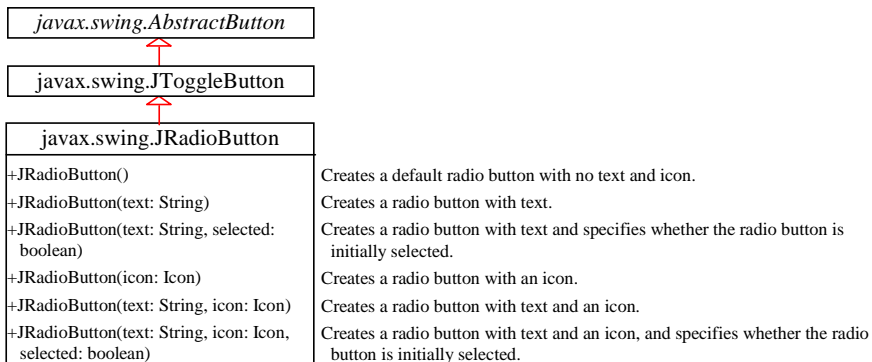 javax.swing.AbstractButton
javax.swing.JToggleButton
javax.swing.JRadioButton
+JRadioButton()
Creates a default radio button with no text and icon.
+JRadioButton(text: String)
Creates a radio button with text.
+JRadioButton(text: String, selected:
boolean)
Creates a radio button with text and specifies whether the radio button is
initially selected.
+JRadioButton(icon: Icon)
Creates a radio button with an icon.
+JRadioButton(text: String, icon: Icon)
Creates a radio button with text and an icon.
+JRadioButton(text: String, icon: Icon,
selected: boolean)
Creates a radio button with text and an icon, and specifies whether the radio
button is initially selected.